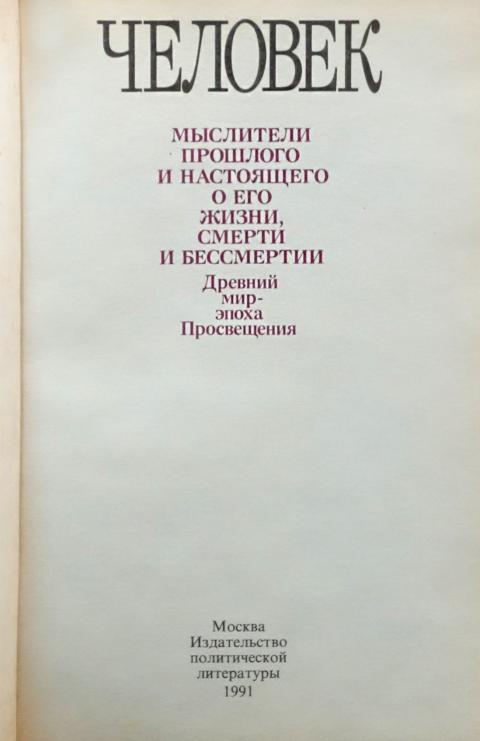 ЧЕЛОВЕК
МЫСЛИТЕЛИ
ПРОШЛОГО
И НАСТОЯЩЕГО
О ЕГО
ЖИЗНИ,
СМЕРТИ
И БЕССМЕРТИИ
Древний
мир-
эпоха
Просвещения
Москва
Издательство
политической
литературы
1991